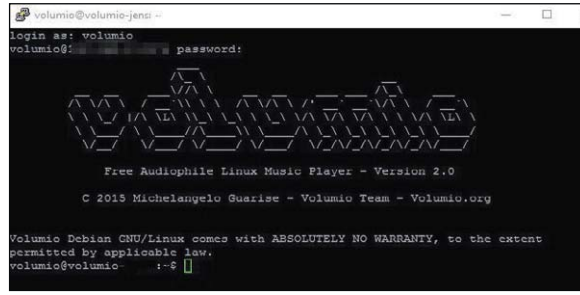 volumio@volumio-jens: ~
login as: volumio
volumio@ password:
volumio
Free Audiophile Linux Music Player - Version 2.0
C 2015 Michelangelo Guarise - Volumio Team - Volumio.org
Volumio Debian GNU/Linux comes with ABSOLUTELY NO WARRANTY, to the extent
permitted by applicable law.
volumio@volumio- :~$